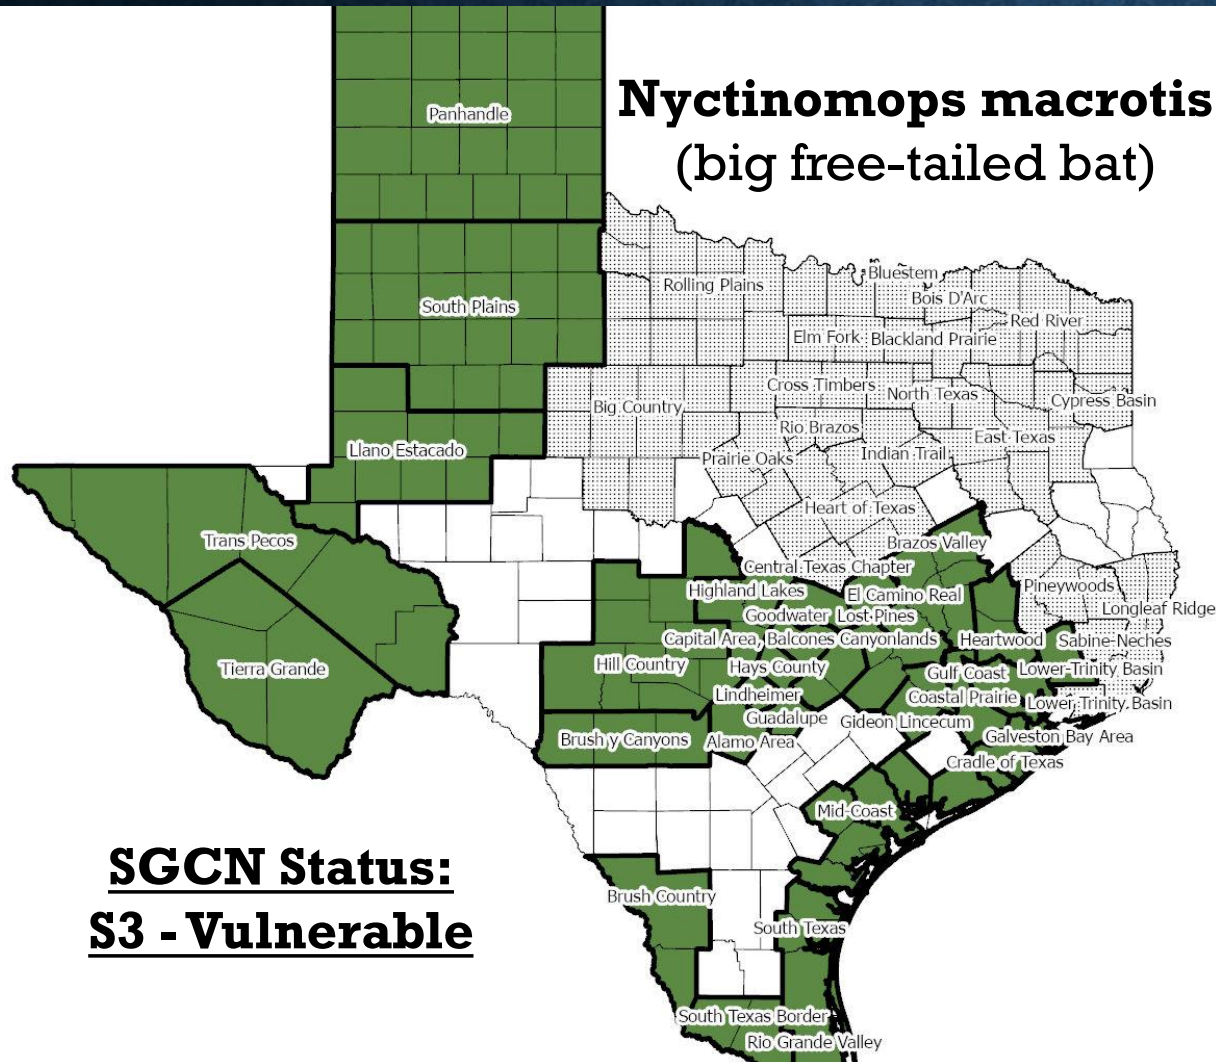 Nyctinomops macrotis
(big free-tailed bat)
Panhandle
South Plains
Rolling Plains
Bluestem
Bois D'Arc
Red River
Elm Fork
Blackland Prairie
Cross Timbers
North Texas
Cypress Basin
Big Country
Rio Brazos
East Texas
Llano Estacado
Prairie Oaks
Indian Trail
Heart of Texas
Trans Pecos
Brazos Valley
Central Texas Chapter
Highland Lakes
El Camino Real
Pineywoods
Longleaf Ridge
Goodwater
Lost Pines
Capital Area, Balcones Canyonlands
Heartwood
Sabine-Neches
Tierra Grande
Hill Country
Hays County
Gulf Coast
Lower-Trinity Basin
Lindheimer
Coastal Prairie
Lower Trinity Basin
Guadalupe
Gideon Lincecum
Brush y Canyons
Alamo Area
Galveston Bay Area
Cradle of Texas
Mid-Coast
SGCN Status:
S3 - Vulnerable
Brush Country
South Texas
South Texas Border
Rio Grande Valley